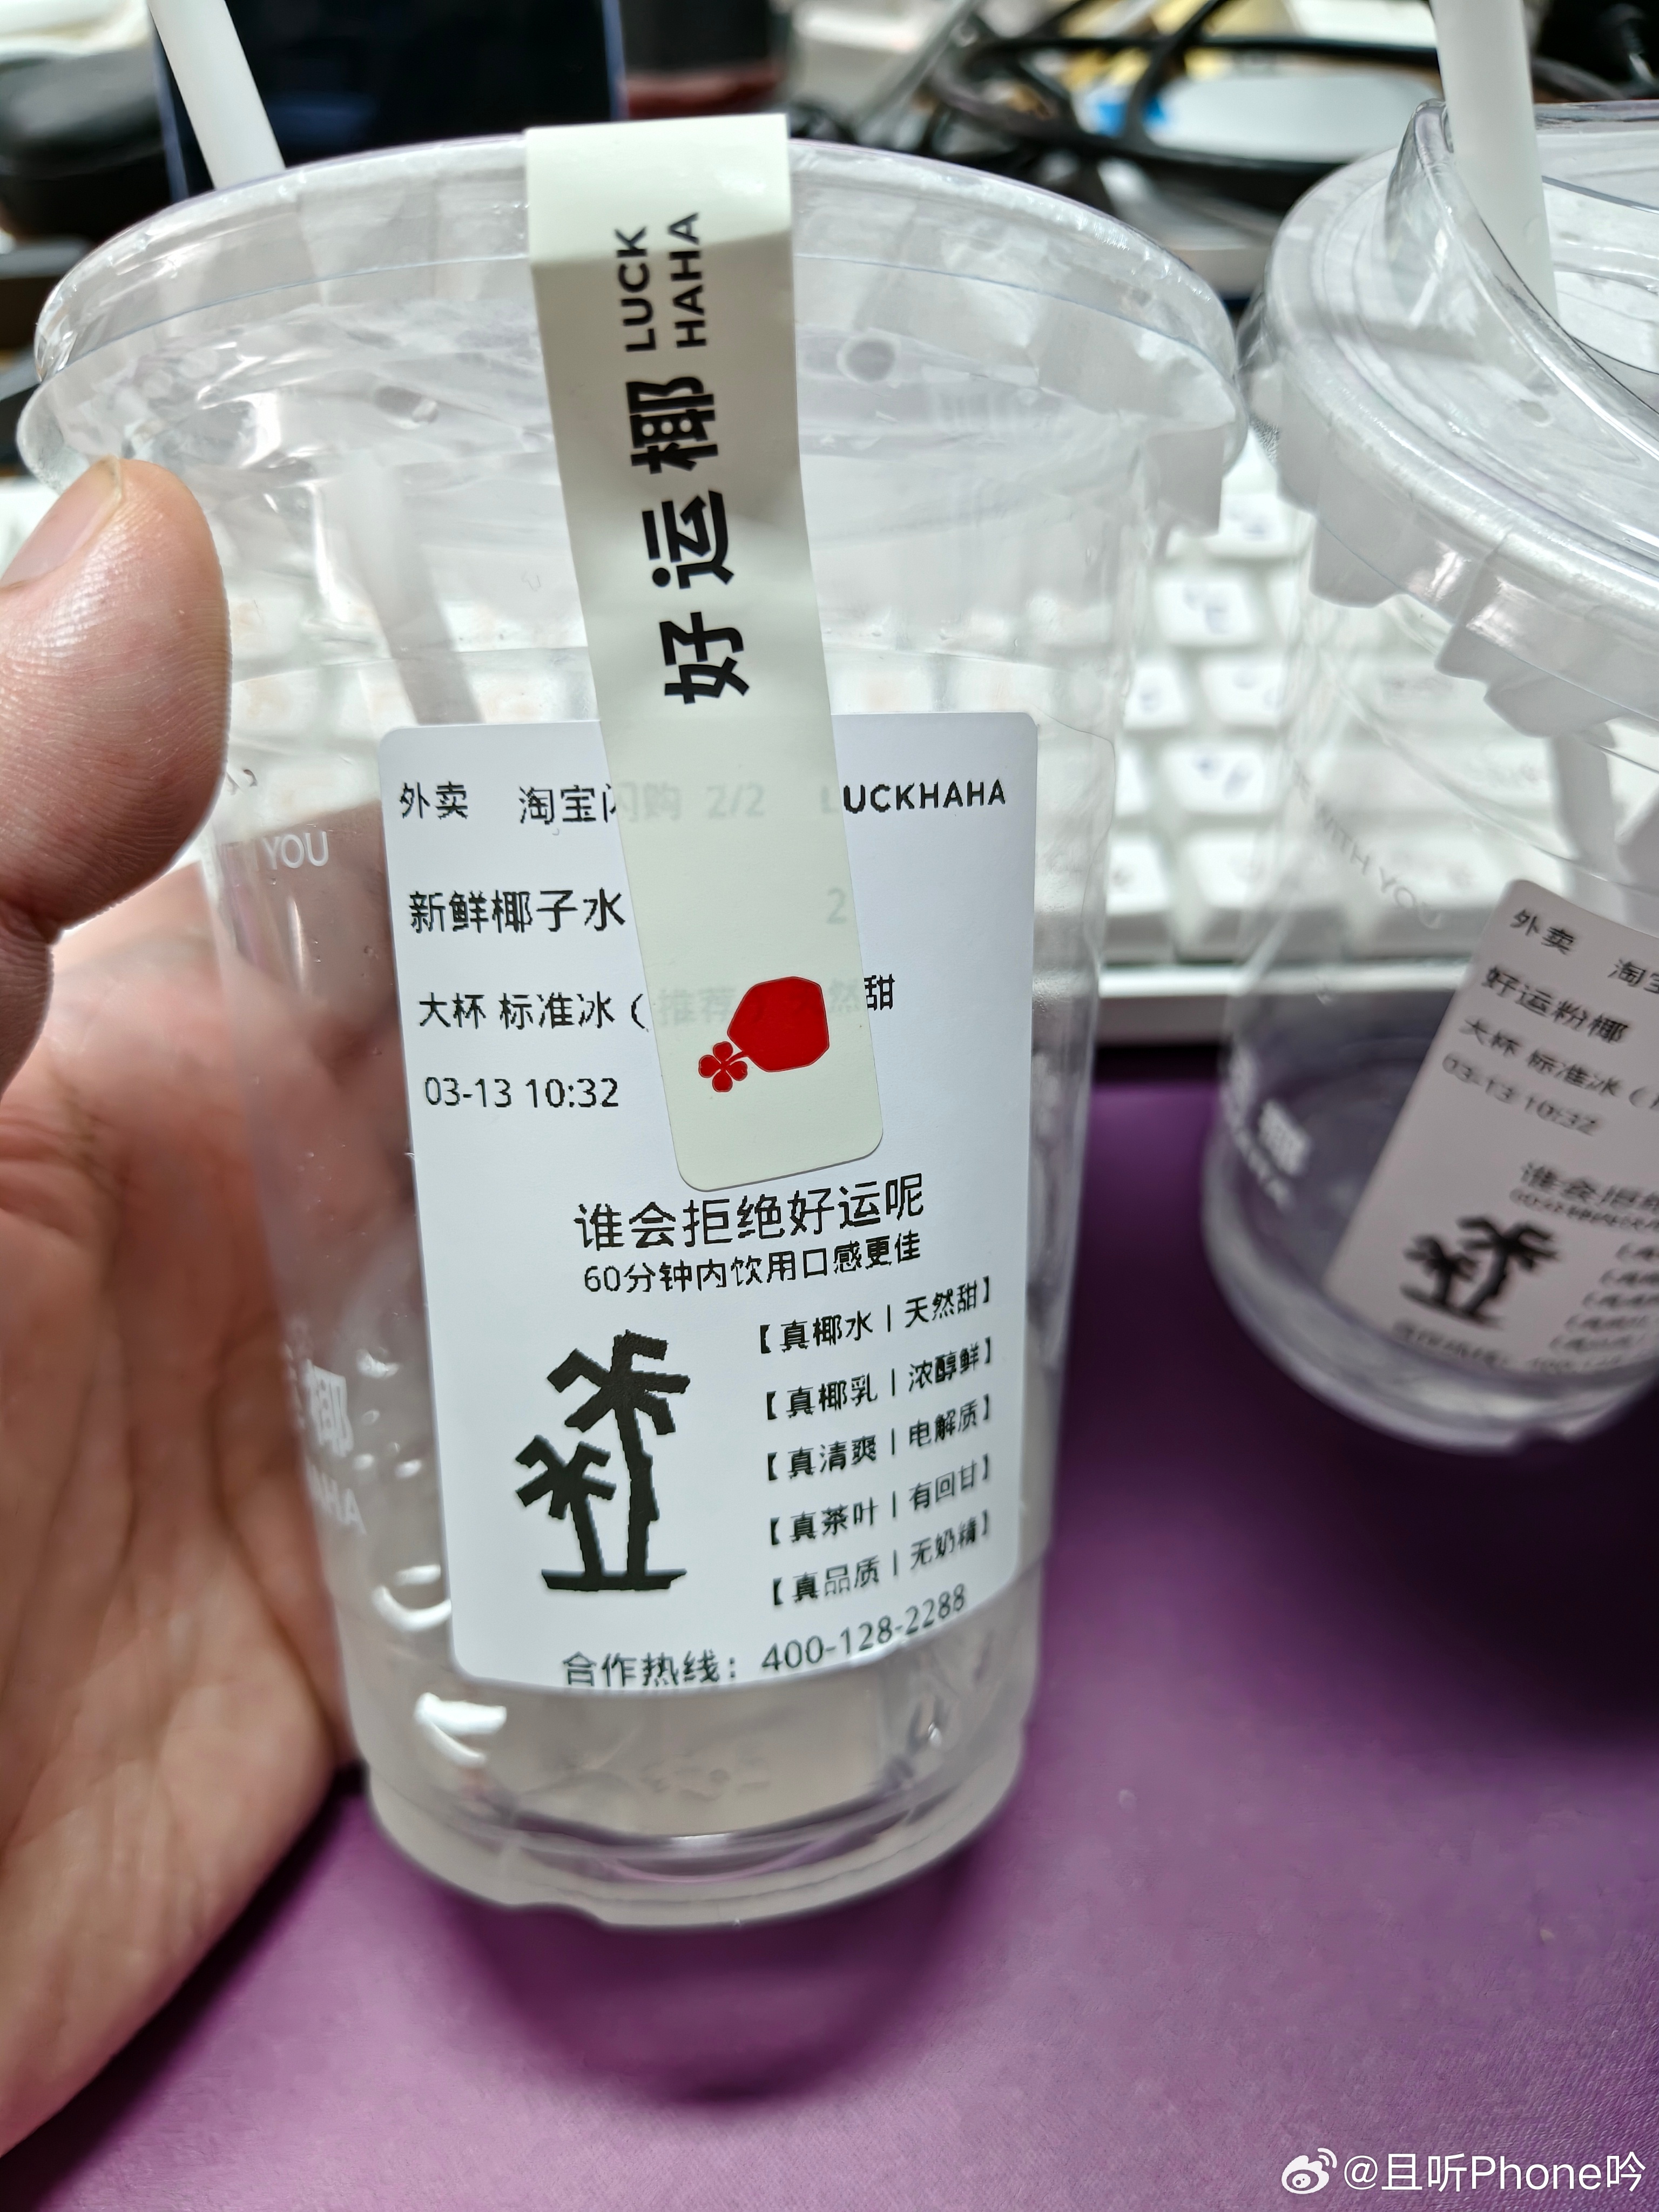 LUCK
HAHA
好运椰
外卖 淘宝闪购 2/2 LUCKHAHA
新鲜椰子水 2
大杯 标准冰（推荐）天然甜
03-13 10:32
谁会拒绝好运呢
60分钟内饮用口感更佳
【真椰水 | 天然甜】
【真椰乳 | 浓醇鲜】
【真清爽 | 电解质】
【真茶叶 | 有回甘】
【真品质 | 无奶精】
合作热线：400-128-2288
YOU
椰
AHA
WITH YOU
外卖 淘宝
好运粉椰
大杯 标准冰（
03-13 10:32
谁会拒绝
@且听Phone吟